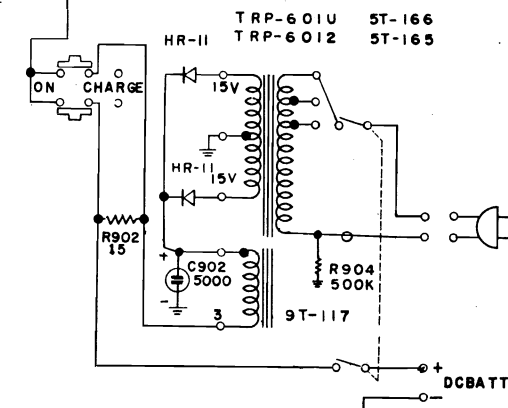 TRP-601U 5T-166
TRP-6012 5T-165
HR-11
ON CHARGE
15V
HR-11
15V
R902
15
+
C902
5000
-
R904
500K
3
9T-117
+
DCBATT
-